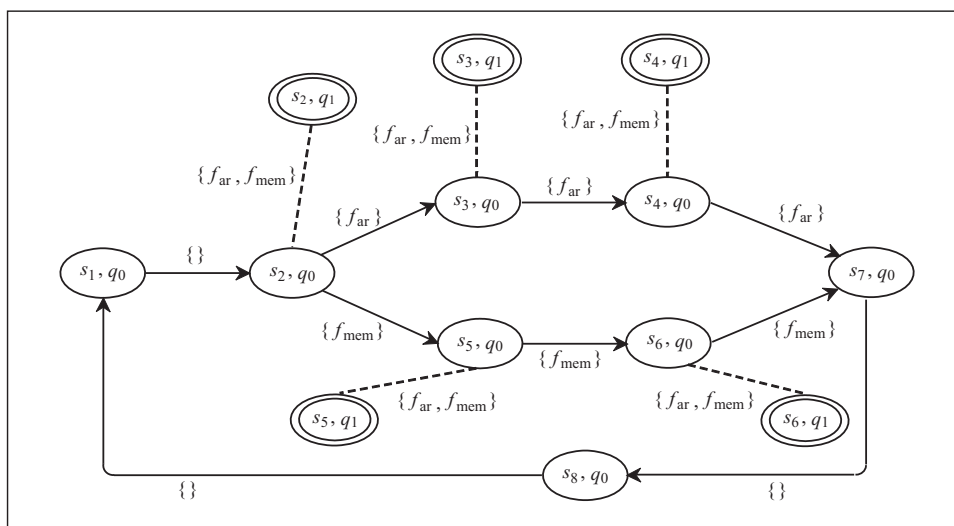 s3, q1
s4, q1
s2, q1
{far, fmem}
{far, fmem}
{far, fmem}
s3, q0
{far}
s4, q0
{far}
{far}
{}
s1, q0
s2, q0
s7, q0
{fmem}
{fmem}
s5, q0
{fmem}
s6, q0
{far, fmem}
{far, fmem}
s5, q1
s6, q1
s8, q0
{}
{}